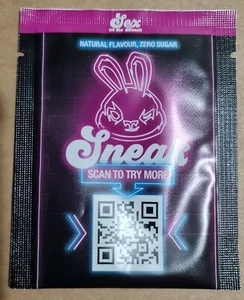 Sex
on the Beach
NATURAL FLAVOUR, ZERO SUGAR
Sneak
SCAN TO TRY MORE